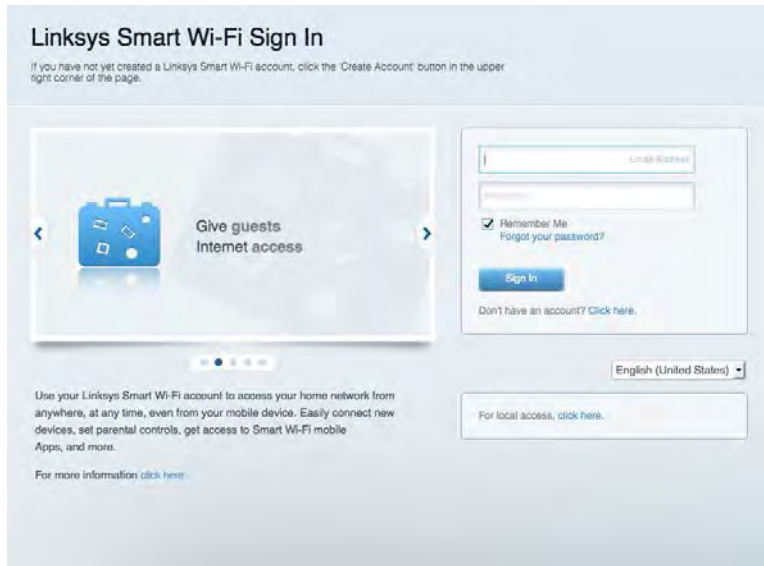 Linksys Smart Wi-Fi Sign In
If you have not yet created a Linksys Smart Wi-Fi account, click the 'Create Account' button in the upper
right corner of the page.
Give guests
Internet access
Email Address
Remember Me
Forgot your password?
Sign In
Don't have an account? Click here.
English (United States)
Use your Linksys Smart Wi-Fi account to access your home network from
anywhere, at any time, even from your mobile device. Easily connect new
devices, set parental controls, get access to Smart Wi-Fi mobile
Apps, and more.
For more information click here
For local access, click here.